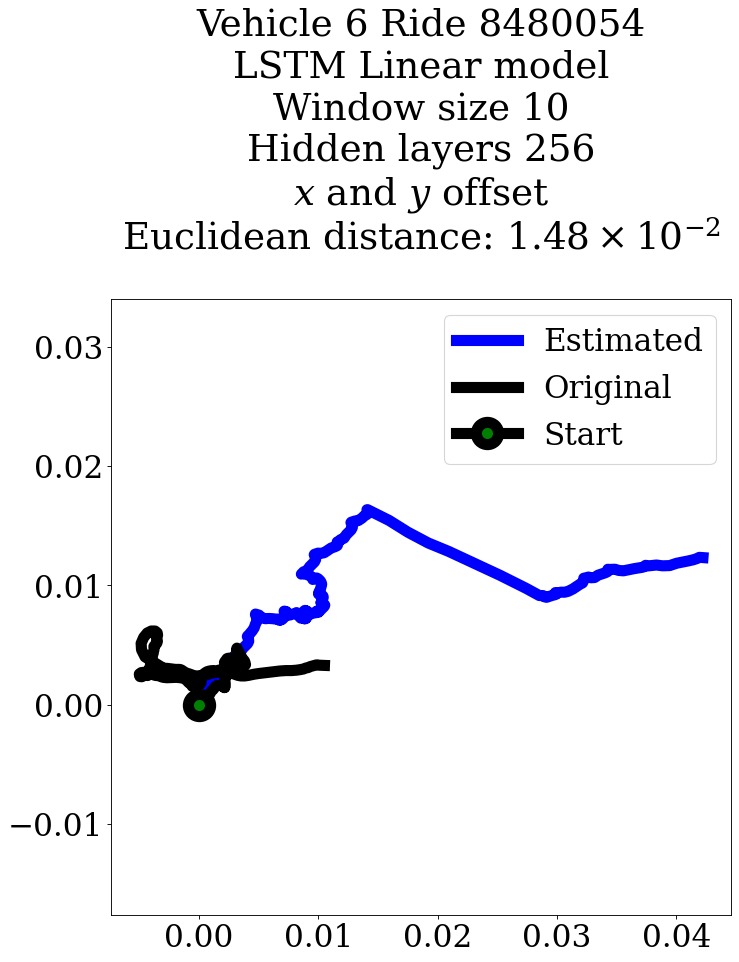 Vehicle 6 Ride 8480054
LSTM Linear model
Window size 10
Hidden layers 256
x and y offset
Euclidean distance: 1.48 × 10⁻²
Estimated
Original
Start
0.03
0.02
0.01
0.00
−0.01
0.00 0.01 0.02 0.03 0.04